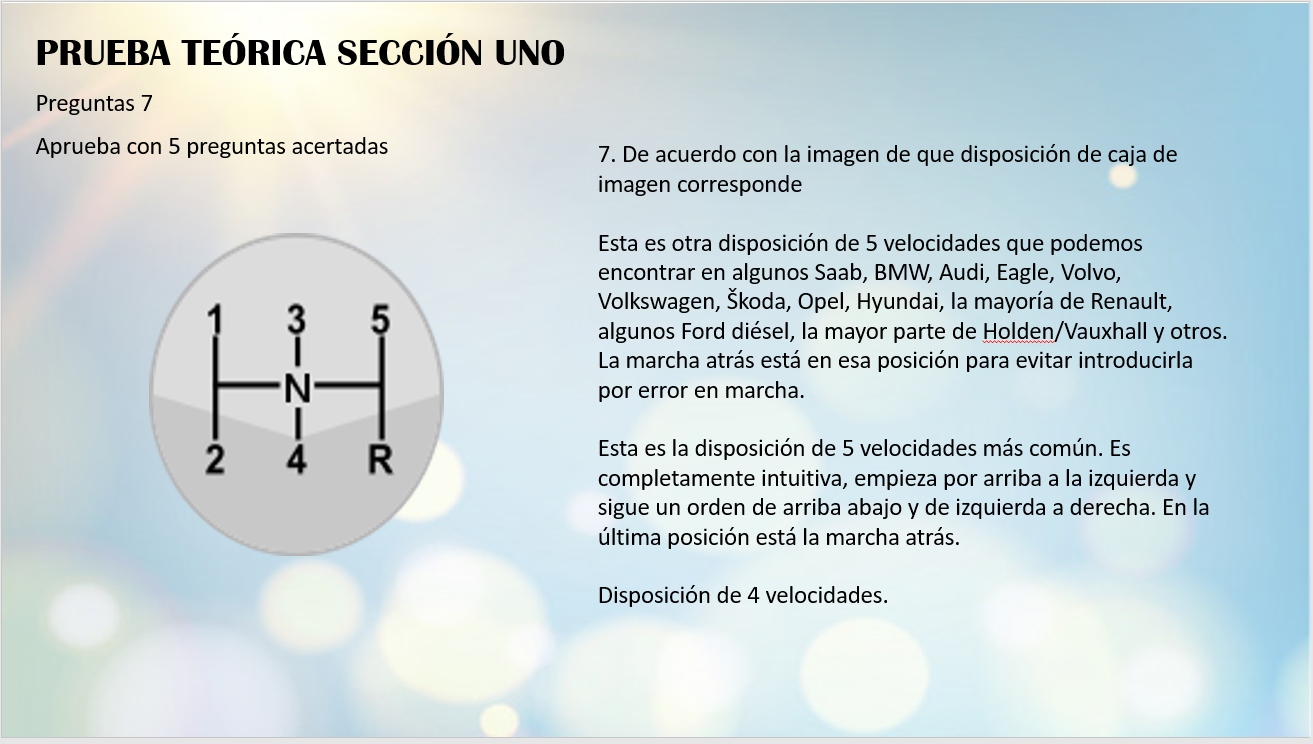 PRUEBA TEÓRICA SECCIÓN UNO
Preguntas 7
Aprueba con 5 preguntas acertadas
1 3 5
N
2 4 R
7. De acuerdo con la imagen de que disposición de caja de
imagen corresponde
Esta es otra disposición de 5 velocidades que podemos
encontrar en algunos Saab, BMW, Audi, Eagle, Volvo,
Volkswagen, Škoda, Opel, Hyundai, la mayoría de Renault,
algunos Ford diésel, la mayor parte de Holden/Vauxhall y otros.
La marcha atrás está en esa posición para evitar introducirla
por error en marcha.
Esta es la disposición de 5 velocidades más común. Es
completamente intuitiva, empieza por arriba a la izquierda y
sigue un orden de arriba abajo y de izquierda a derecha. En la
última posición está la marcha atrás.
Disposición de 4 velocidades.